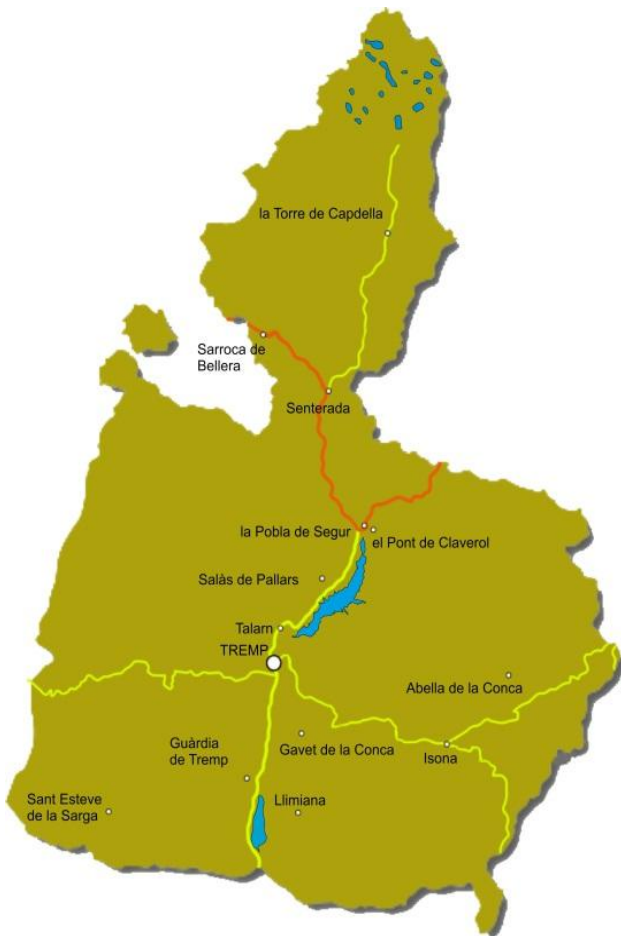 la Torre de Capdella
Sarroca de
Bellera
Senterada
la Pobla de Segur
el Pont de Claverol
Salàs de Pallars
Talarn
TREMP
Abella de la Conca
Guàrdia
de Tremp
Gavet de la Conca
Isona
Sant Esteve
de la Sarga
Llimiana